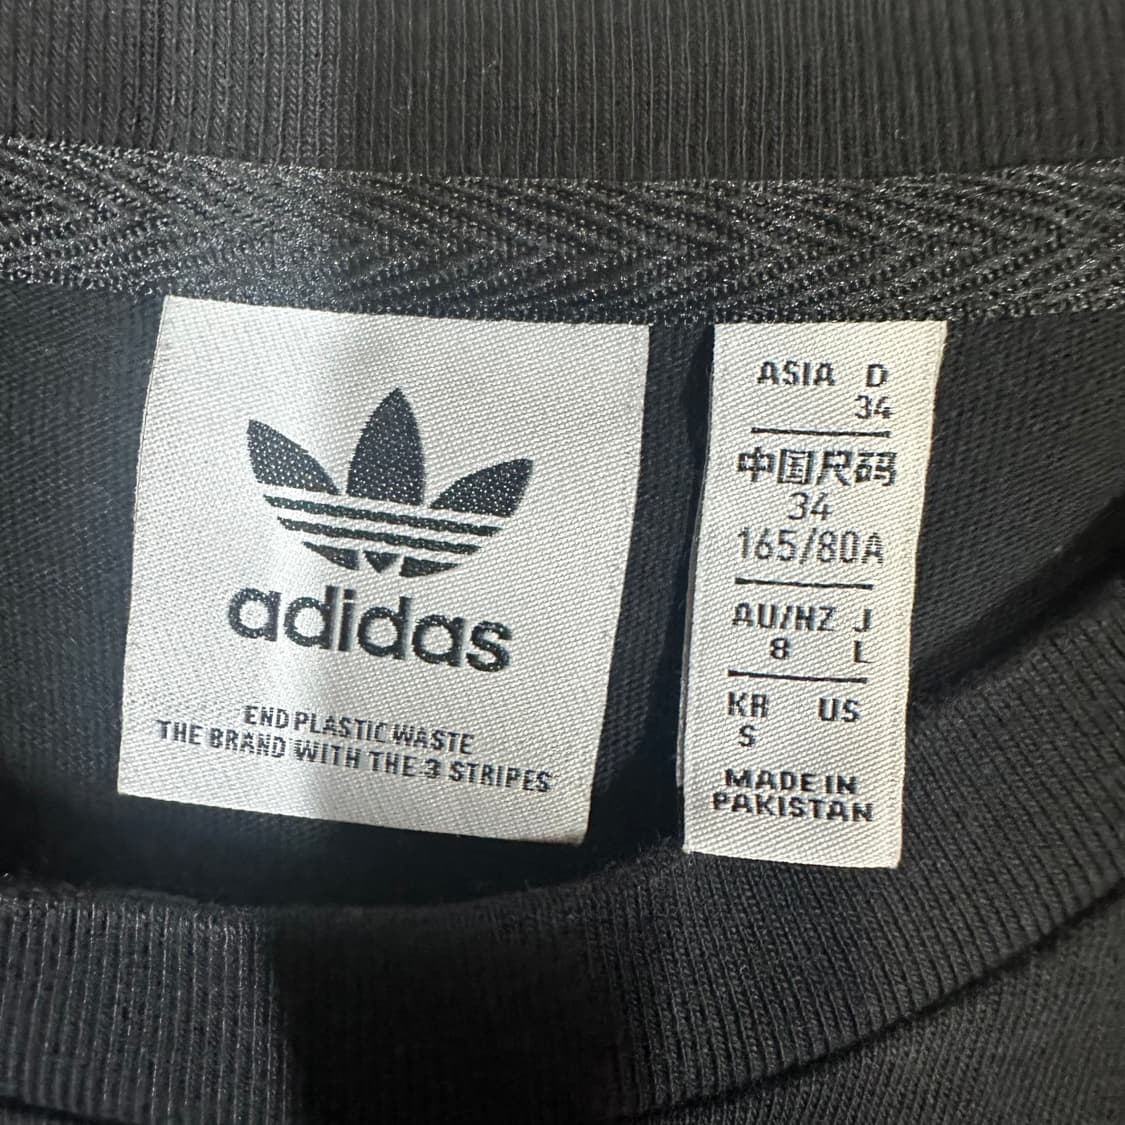 adidas
END PLASTIC WASTE
THE BRAND WITH THE 3 STRIPES
ASIA D
34
中国尺码
34
165/80A
AU/NZ J
8 L
KR US
S
MADE IN
PAKISTAN